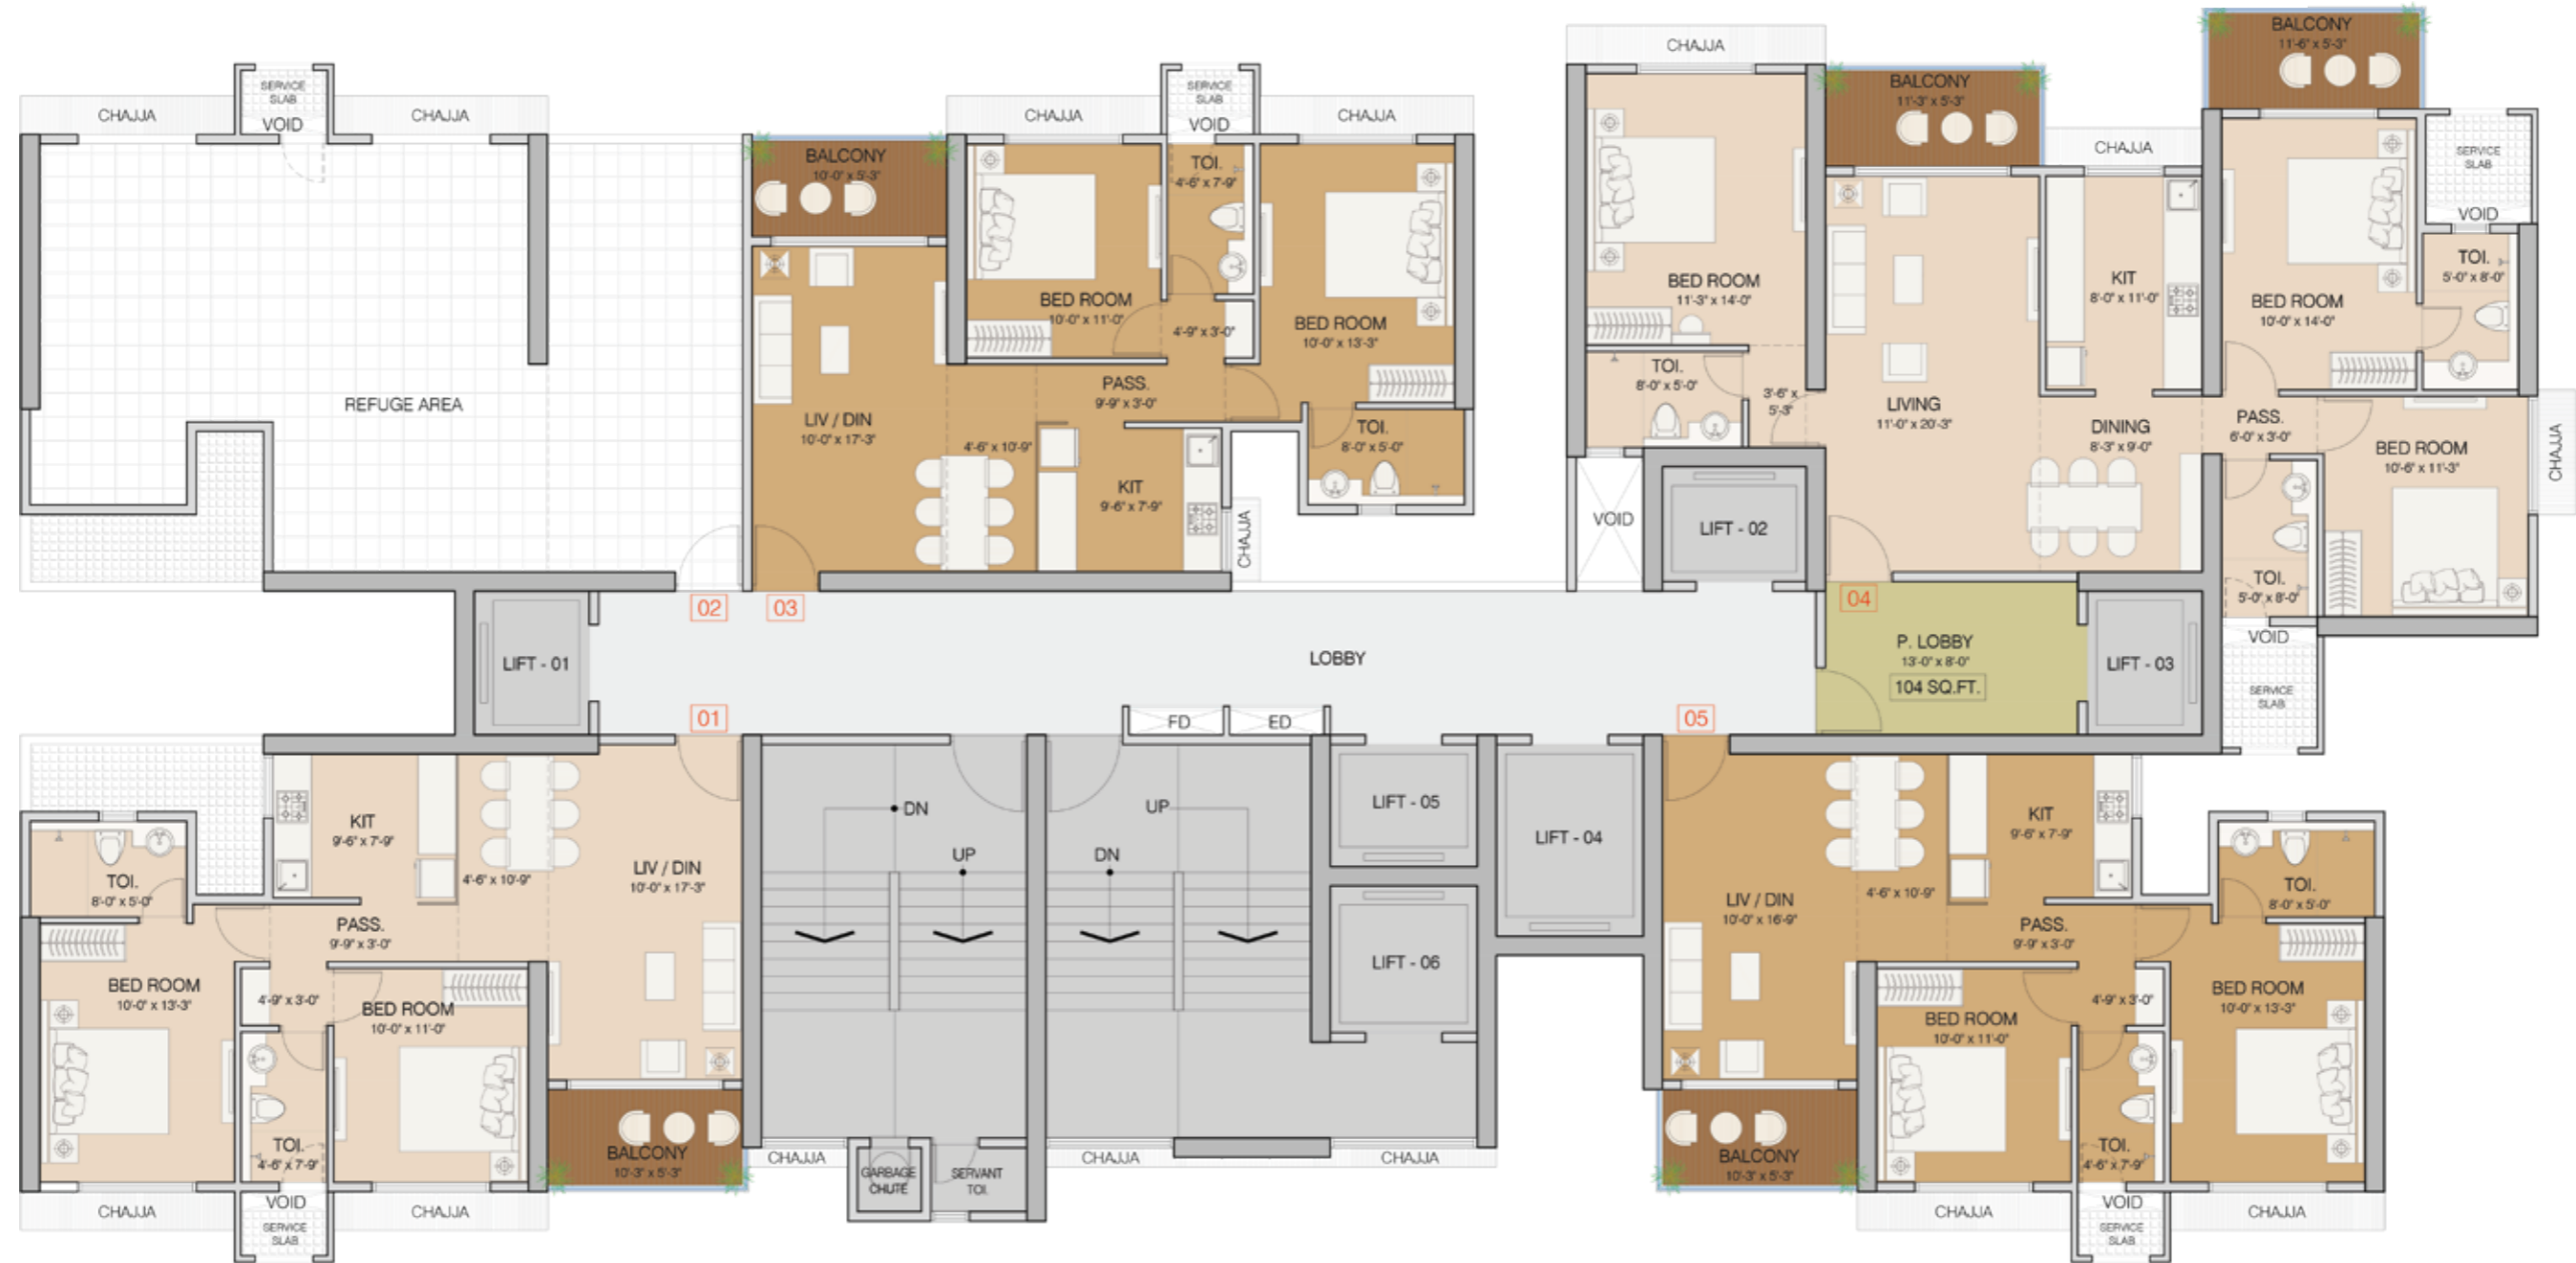 CHAJJA
SERVICE
SLAB
VOID
CHAJJA
REFUGE AREA
02
BALCONY
10'-0" x 5'-3"
LIV / DIN
10'-0" x 17'-3"
4'-6" x 10'-9"
03
CHAJJA
SERVICE
SLAB
VOID
CHAJJA
BED ROOM
10'-0" x 11'-0"
TOI.
4'-6" x 7'-9"
4'-9" x 3'-0"
BED ROOM
10'-0" x 13'-3"
PASS.
9'-9" x 3'-0"
TOI.
8'-0" x 5'-0"
KIT
9'-6" x 7'-9"
CHAJJA
CHAJJA
BED ROOM
11'-3" x 14'-0"
TOI.
8'-0" x 5'-0"
3'-6" x
5'-3"
VOID
LIFT - 02
BALCONY
11'-3" x 5'-3"
CHAJJA
LIVING
11'-0" x 20'-3"
KIT
8'-0" x 11'-0"
DINING
8'-3" x 9'-0"
BALCONY
11'-6" x 5'-3"
SERVICE
SLAB
VOID
BED ROOM
10'-0" x 14'-0"
TOI.
5'-0" x 8'-0"
PASS.
6'-0" x 3'-0"
BED ROOM
10'-6" x 11'-3"
CHAJJA
TOI.
5'-0" x 8'-0"
VOID
SERVICE
SLAB
04
P. LOBBY
13'-0" x 8'-0"
104 SQ.FT.
LIFT - 03
LIFT - 01
LOBBY
01
FD
ED
05
KIT
9'-6" x 7'-9"
4'-6" x 10'-9"
LIV / DIN
10'-0" x 17'-3"
TOI.
8'-0" x 5'-0"
PASS.
9'-9" x 3'-0"
BED ROOM
10'-0" x 13'-3"
4'-9" x 3'-0"
BED ROOM
10'-0" x 11'-0"
TOI.
4'-6" x 7'-9"
BALCONY
10'-3" x 5'-3"
CHAJJA
VOID
SERVICE
SLAB
CHAJJA
DN
UP
UP
DN
CHAJJA
GARBAGE
CHUTE
SERVANT
TOI.
CHAJJA
CHAJJA
LIFT - 05
LIFT - 06
LIFT - 04
LIV / DIN
10'-0" x 16'-9"
4'-6" x 10'-9"
KIT
9'-6" x 7'-9"
TOI.
8'-0" x 5'-0"
PASS.
9'-9" x 3'-0"
BED ROOM
10'-0" x 11'-0"
4'-9" x 3'-0"
BED ROOM
10'-0" x 13'-3"
TOI.
4'-6" x 7'-9"
BALCONY
10'-3" x 5'-3"
CHAJJA
VOID
SERVICE
SLAB
CHAJJA